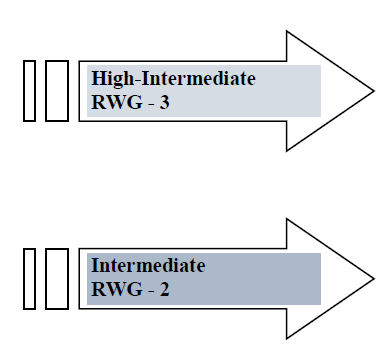 High-Intermediate
RWG - 3
Intermediate
RWG - 2